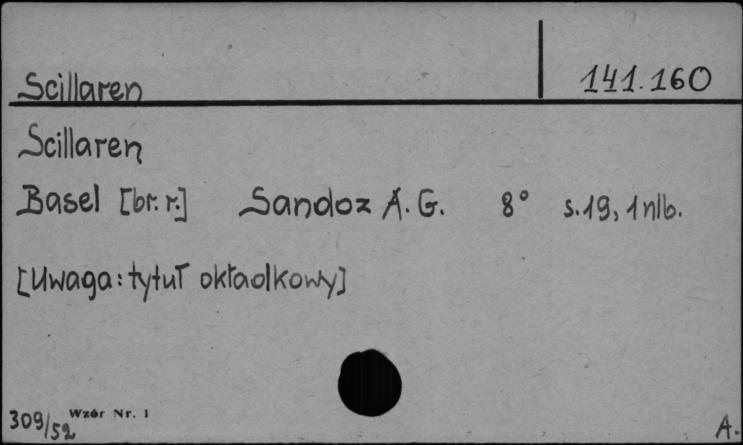 Scillaren 141.160
Scillaren
Basel [br. r.] Sandoz A. G. 8° s. 19, 1 nlb.
[Uwaga: tytuł okładkowy]
Wzór Nr. 1
309/52 A.